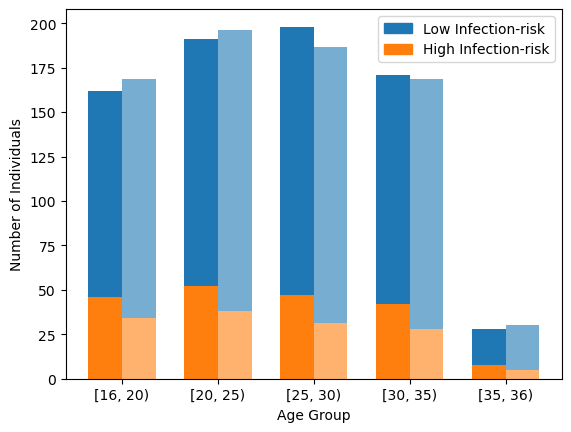 200
175
150
125
100
75
50
25
0
Number of Individuals
Low Infection-risk
High Infection-risk
[16, 20) [20, 25) [25, 30) [30, 35) [35, 36)
Age Group